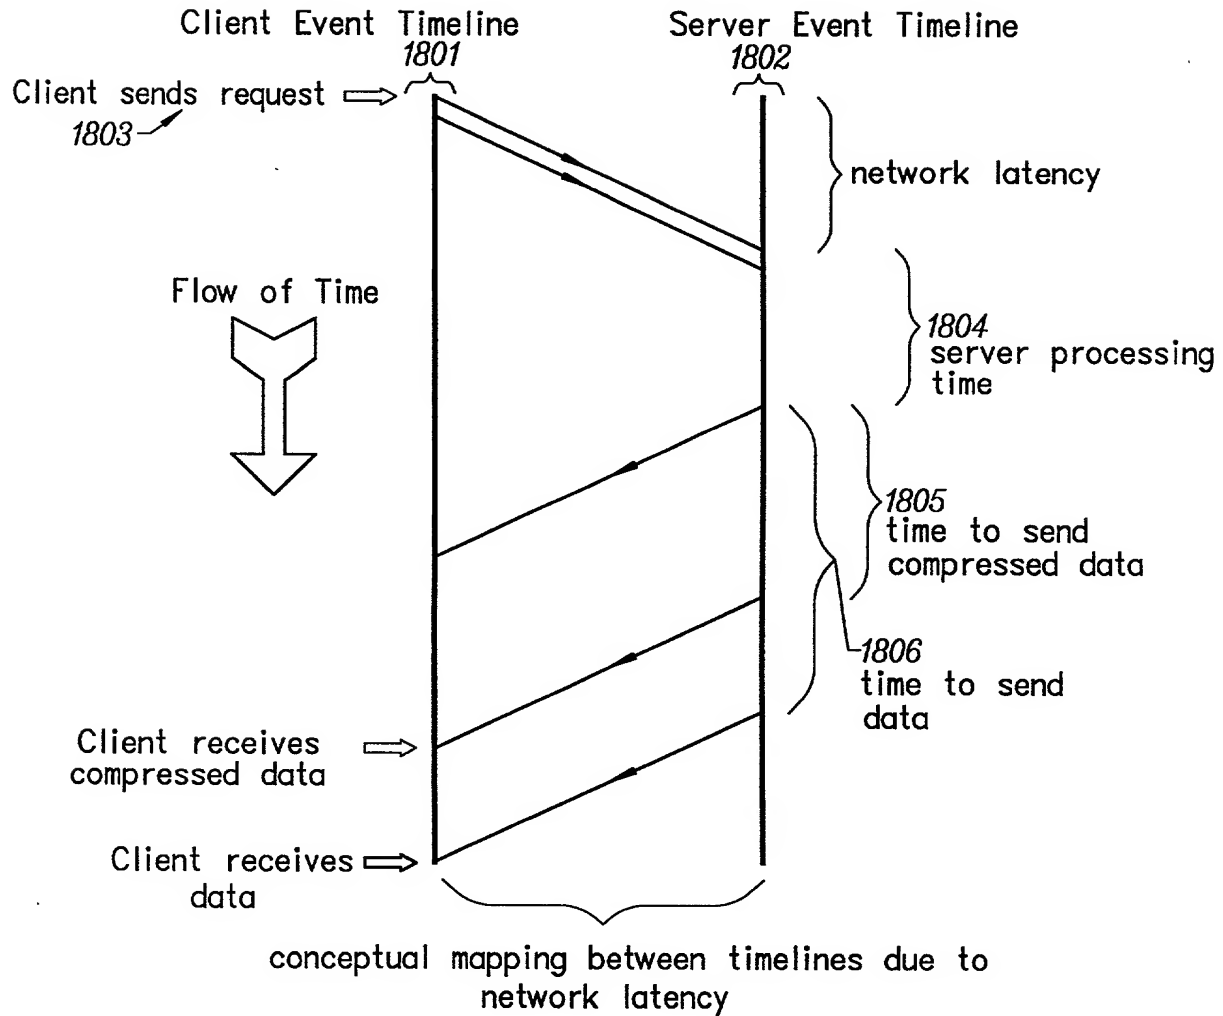 Client Event Timeline
1801
Server Event Timeline
1802
Client sends request
1803
network latency
Flow of Time
1804
server processing
time
1805
time to send
compressed data
1806
time to send
data
Client receives
compressed data
Client receives
data
conceptual mapping between timelines due to
network latency